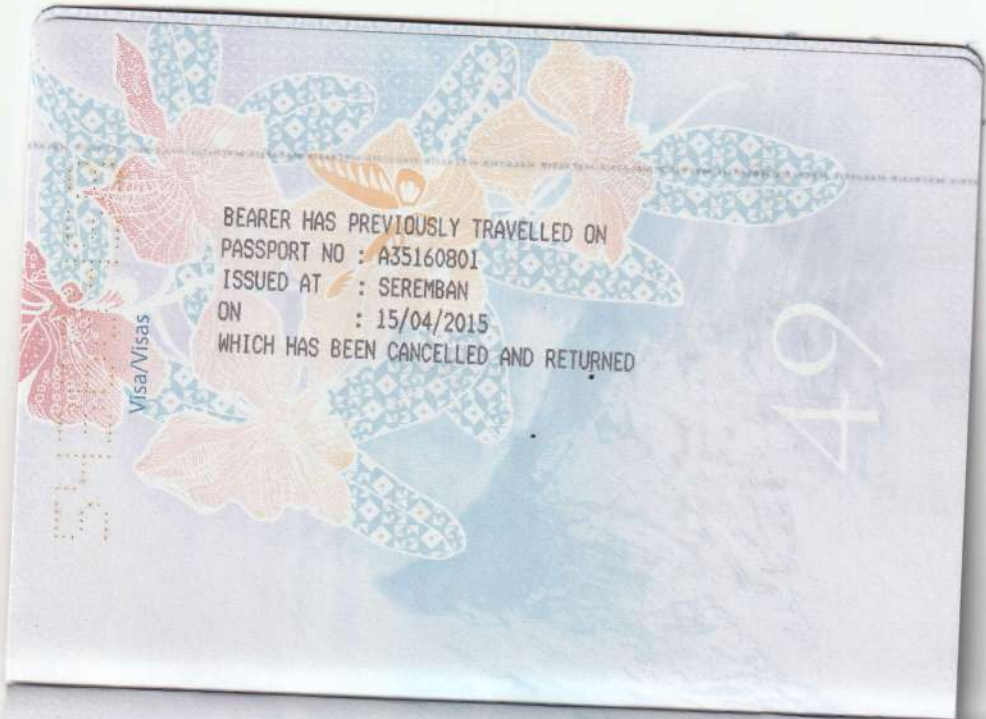 BEARER HAS PREVIOUSLY TRAVELLED ON
PASSPORT NO : A35160801
ISSUED AT : SEREMBAN
ON : 15/04/2015
WHICH HAS BEEN CANCELLED AND RETURNED
Visa/Visas
49